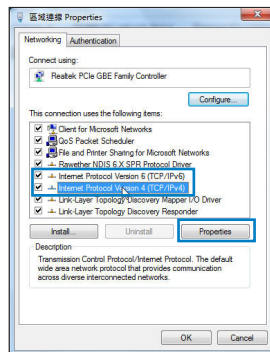 區域連線 Properties
Networking
Authentication
Connect using:
Realtek PCIe GBE Family Controller
Configure...
This connection uses the following items:
Client for Microsoft Networks
QoS Packet Scheduler
File and Printer Sharing for Microsoft Networks
Rawether NDIS 6.X SPR Protocol Driver
Internet Protocol Version 6 (TCP/IPv6)
Internet Protocol Version 4 (TCP/IPv4)
Link-Layer Topology Discovery Mapper I/O Driver
Link-Layer Topology Discovery Responder
Install...
Uninstall
Properties
Description
Transmission Control Protocol/Internet Protocol. The default
wide area network protocol that provides communication
across diverse interconnected networks.
OK
Cancel